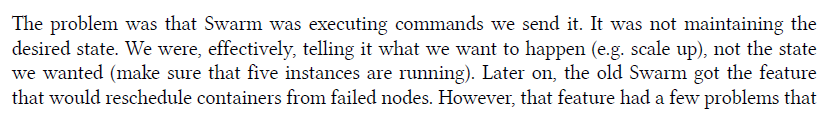 The problem was that Swarm was executing commands we send it. It was not maintaining the
desired state. We were, effectively, telling it what we want to happen (e.g. scale up), not the state
we wanted (make sure that five instances are running). Later on, the old Swarm got the feature
that would reschedule containers from failed nodes. However, that feature had a few problems that